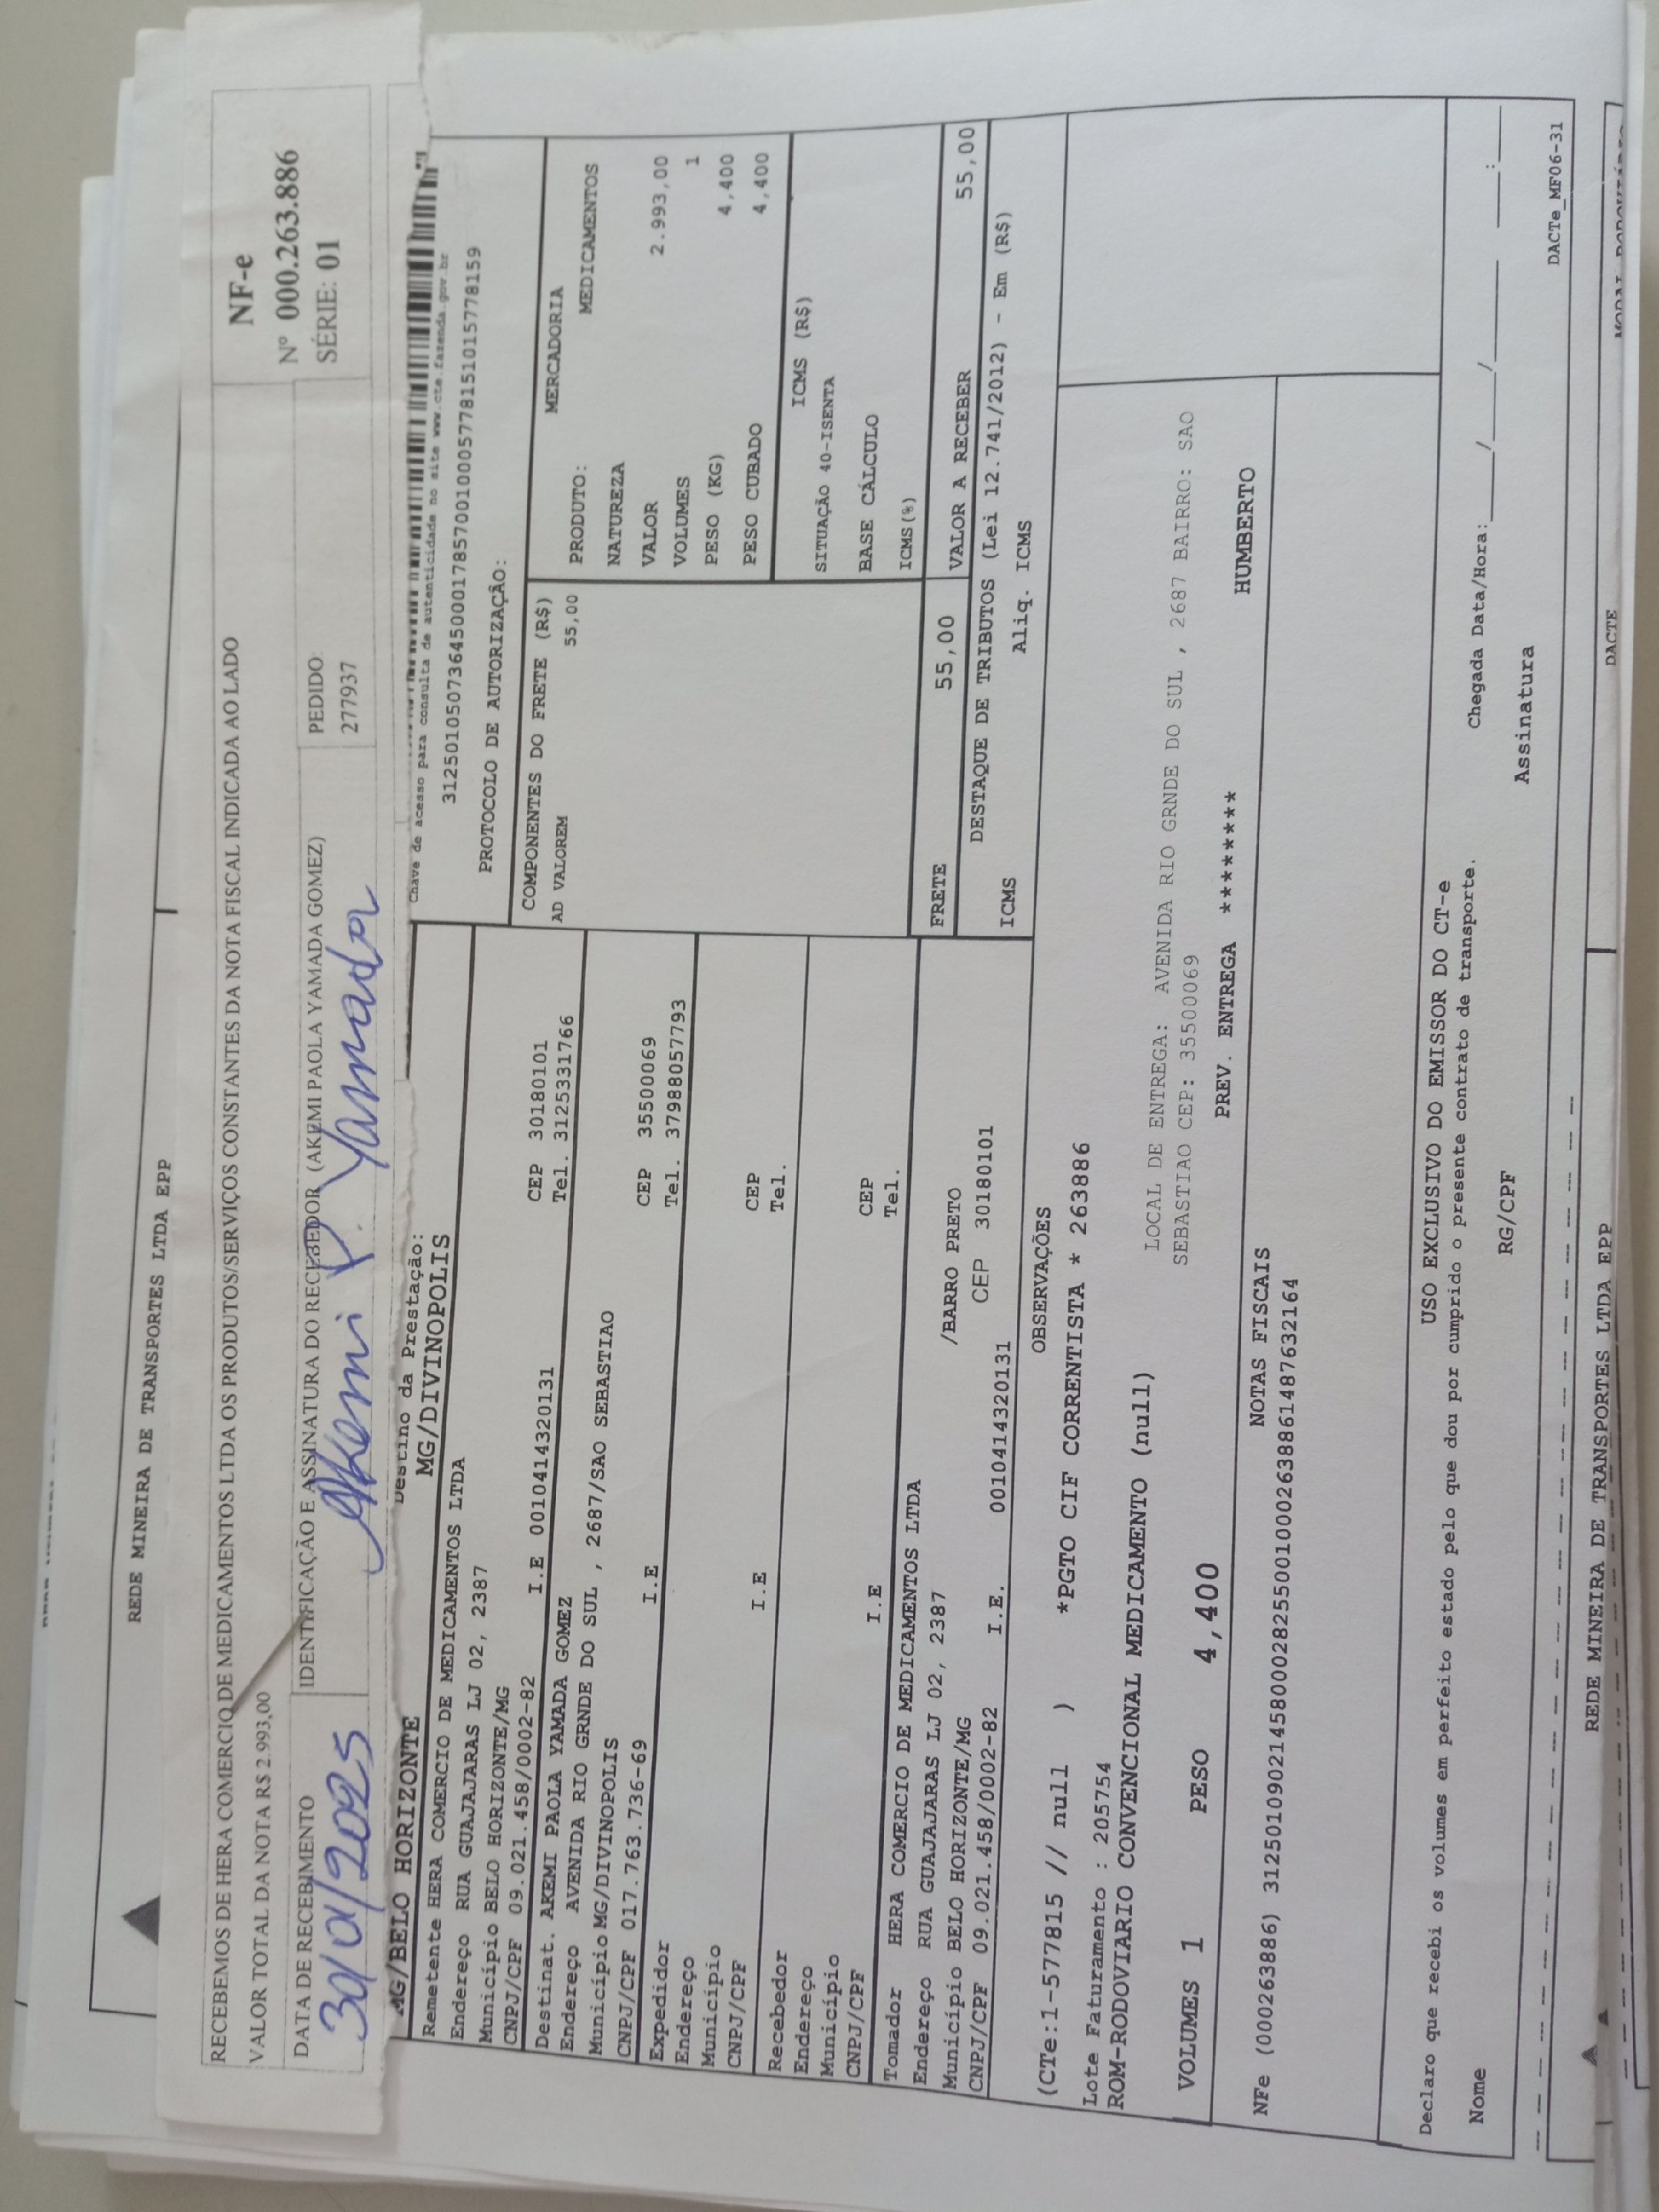 REDE MINEIRA DE TRANSPORTES LTDA EPP
RECEBEMOS DE HERA COMERCIO DE MEDICAMENTOS LTDA OS PRODUTOS/SERVIÇOS CONSTANTES DA NOTA FISCAL INDICADA AO LADO
VALOR TOTAL DA NOTA R$ 2.993,00
DATA DE RECEBIMENTO
30/01/2025
IDENTIFICAÇÃO E ASSINATURA DO RECEBEDOR (AKEMI PAOLA YAMADA GOMEZ)
Akemi P. Yamada
PEDIDO:
277937
NF-e
Nº 000.263.886
SÉRIE: 01
MG/BELO HORIZONTE
Destino da Prestação:
MG/DIVINOPOLIS
Chave de acesso para consulta de autenticidade no site www.cte.fazenda.gov.br
31250105073645000178570010005778151015778159
PROTOCOLO DE AUTORIZAÇÃO:
Remetente HERA COMERCIO DE MEDICAMENTOS LTDA
Endereço RUA GUAJAJARAS LJ 02, 2387
Município BELO HORIZONTE/MG CEP 30180101
CNPJ/CPF 09.021.458/0002-82 I.E 0010414320131 Tel. 3125331766
Destinat. AKEMI PAOLA YAMADA GOMEZ
Endereço AVENIDA RIO GRNDE DO SUL , 2687/SAO SEBASTIAO
Município MG/DIVINOPOLIS CEP 35500069
CNPJ/CPF 017.763.736-69 I.E Tel. 37988057793
Expedidor
Endereço
Município CEP
CNPJ/CPF I.E Tel.
Recebedor
Endereço
Município CEP
CNPJ/CPF I.E Tel.
Tomador HERA COMERCIO DE MEDICAMENTOS LTDA
Endereço RUA GUAJAJARAS LJ 02, 2387 /BARRO PRETO
Município BELO HORIZONTE/MG CEP 30180101
CNPJ/CPF 09.021.458/0002-82 I.E. 0010414320131
COMPONENTES DO FRETE (R$)
AD VALOREM 55,00
MERCADORIA
PRODUTO: MEDICAMENTOS
NATUREZA
VALOR 2.993,00
VOLUMES 1
PESO (KG) 4,400
PESO CUBADO 4,400
ICMS (R$)
SITUAÇÃO 40-ISENTA
BASE CÁLCULO
ICMS(%)
FRETE 55,00 VALOR A RECEBER 55,00
DESTAQUE DE TRIBUTOS (Lei 12.741/2012) - Em (R$)
ICMS Aliq. ICMS
OBSERVAÇÕES
(CTe:1-577815 // null ) *PGTO CIF CORRENTISTA * 263886
Lote Faturamento : 205754
ROM-RODOVIARIO CONVENCIONAL MEDICAMENTO (null)
LOCAL DE ENTREGA: AVENIDA RIO GRNDE DO SUL , 2687 BAIRRO: SAO
SEBASTIAO CEP: 35500069
VOLUMES 1 PESO 4,400 PREV. ENTREGA ******** HUMBERTO
NOTAS FISCAIS
NFe (000263886) 31250109021458000282550010002638861487632164
USO EXCLUSIVO DO EMISSOR DO CT-e
Declaro que recebi os volumes em perfeito estado pelo que dou por cumprido o presente contrato de transporte.
Nome RG/CPF Chegada Data/Hora:____/____/____ ___:___
Assinatura
DACTe_MF06-31
REDE MINEIRA DE TRANSPORTES LTDA EPP
DACTE